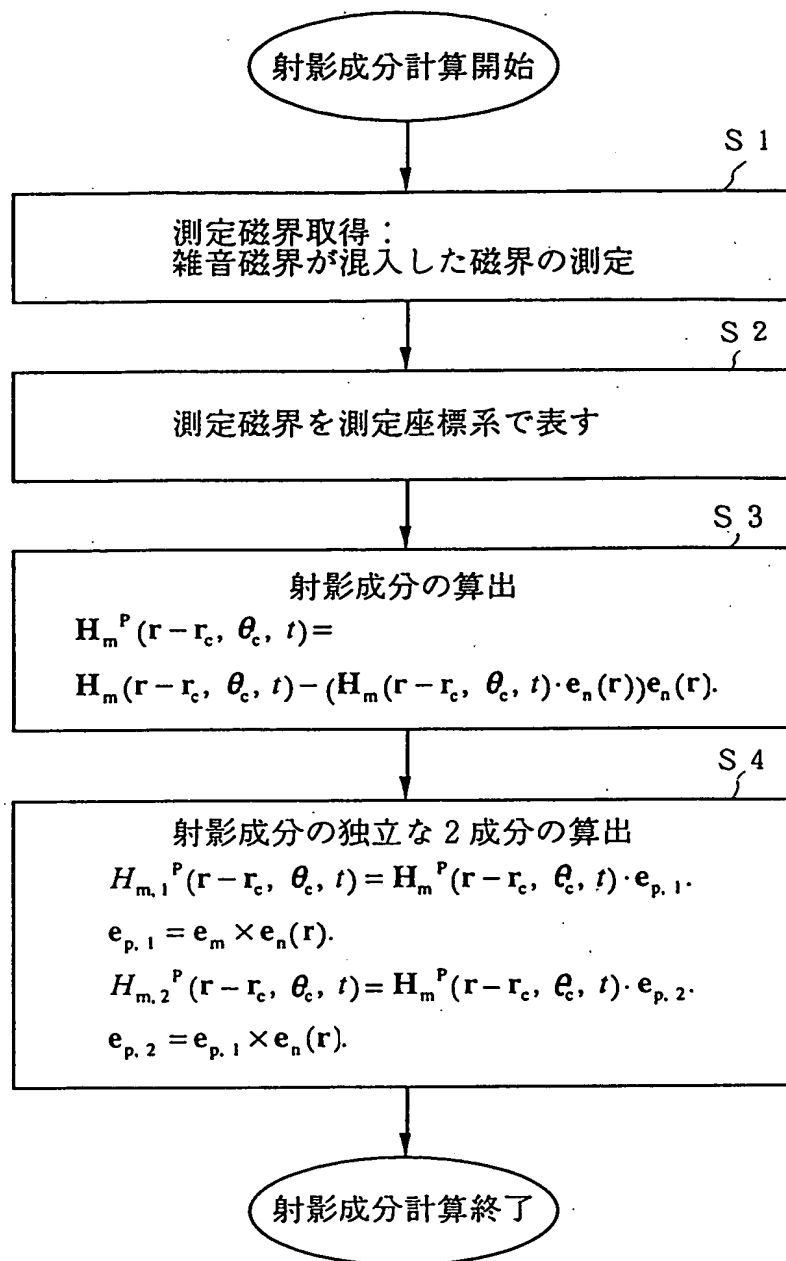 射影成分計算開始
S 1
測定磁界取得：
雑音磁界が混入した磁界の測定
S 2
測定磁界を測定座標系で表す
S 3
射影成分の算出
H_m^P (r − r_c, θ_c, t) =
H_m (r − r_c, θ_c, t) − (H_m (r − r_c, θ_c, t) · e_n (r)) e_n (r).
S 4
射影成分の独立な 2 成分の算出
H_{m, 1}^P (r − r_c, θ_c, t) = H_m^P (r − r_c, θ_c, t) · e_{p, 1}.
e_{p, 1} = e_m × e_n (r).
H_{m, 2}^P (r − r_c, θ_c, t) = H_m^P (r − r_c, θ_c, t) · e_{p, 2}.
e_{p, 2} = e_{p, 1} × e_n (r).
射影成分計算終了